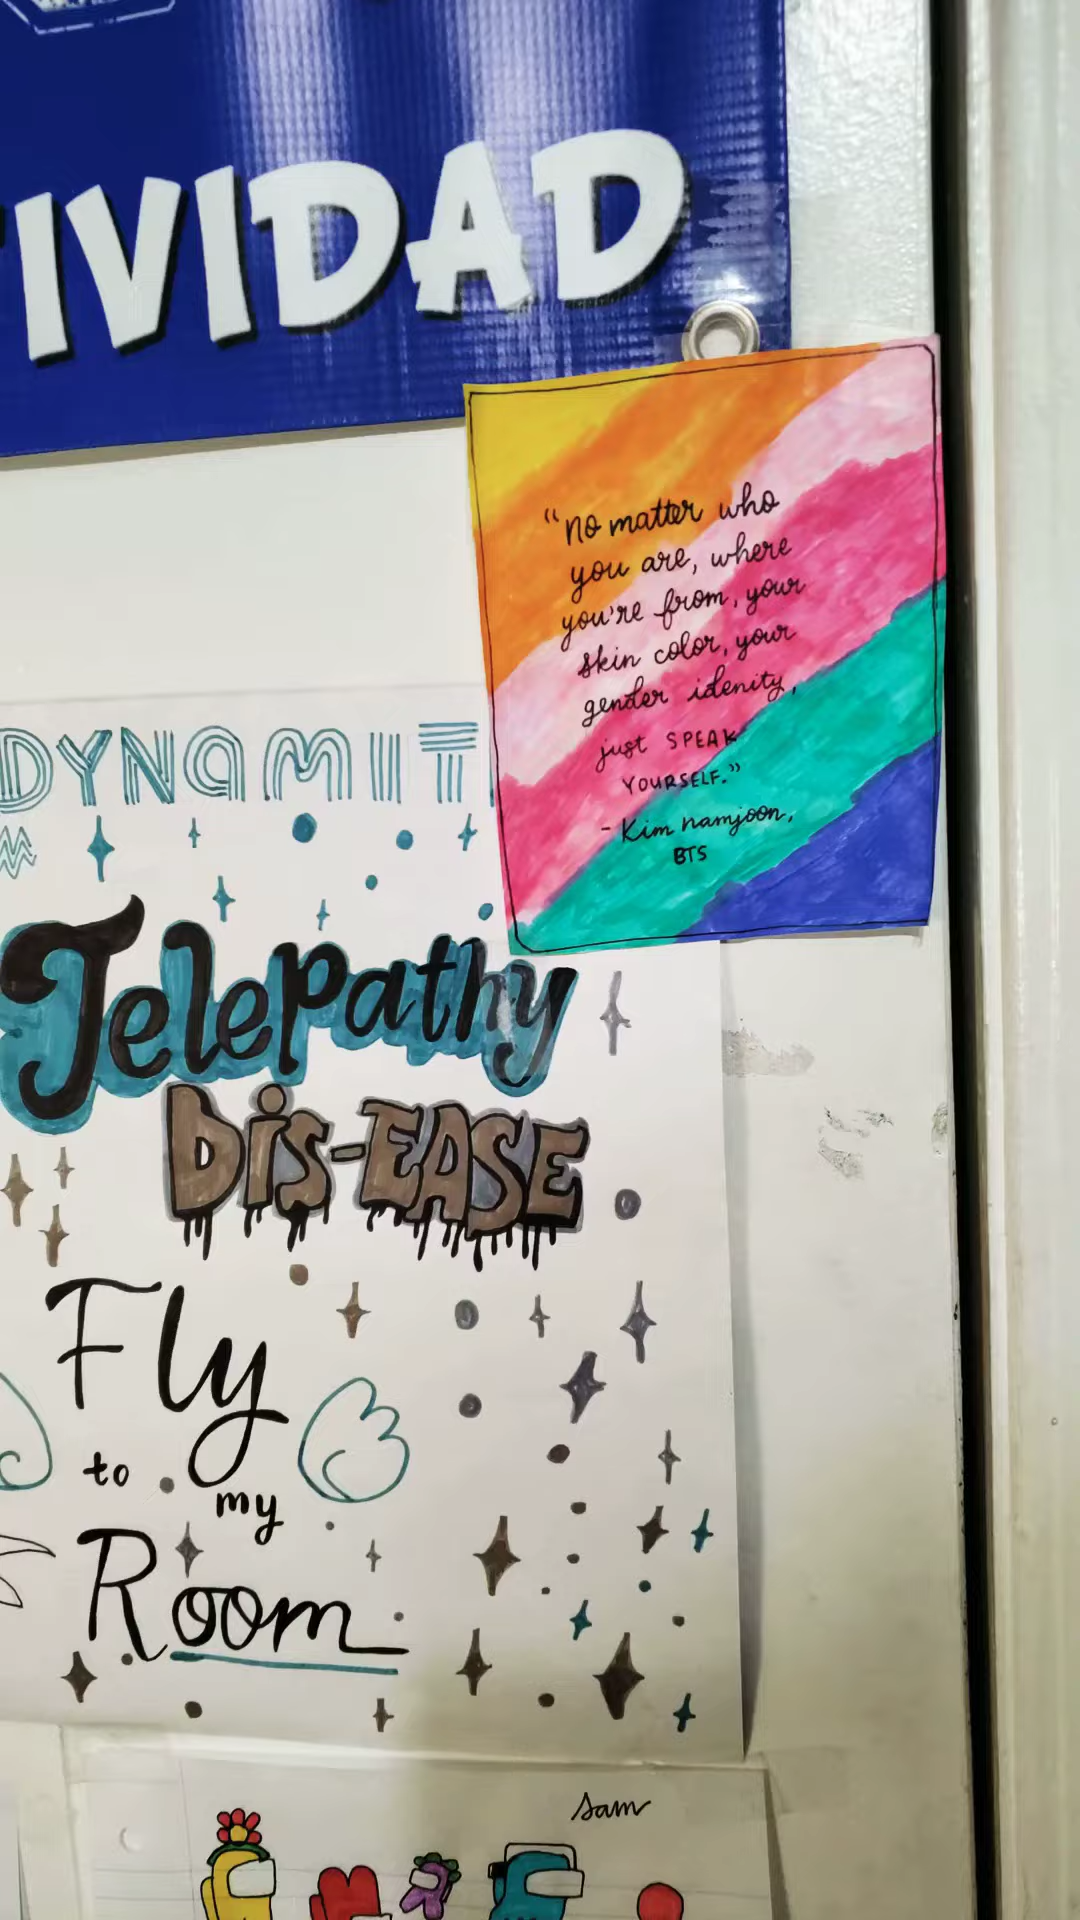 IVIDAD
"no matter who
you are, where
you're from, your
skin color, your
gender idenity,
just SPEAK
YOURSELF."
- Kim namjoon,
BTS
DYNAMIT
Telepathy
DiS-EASE
Fly
to my
Room
Sam